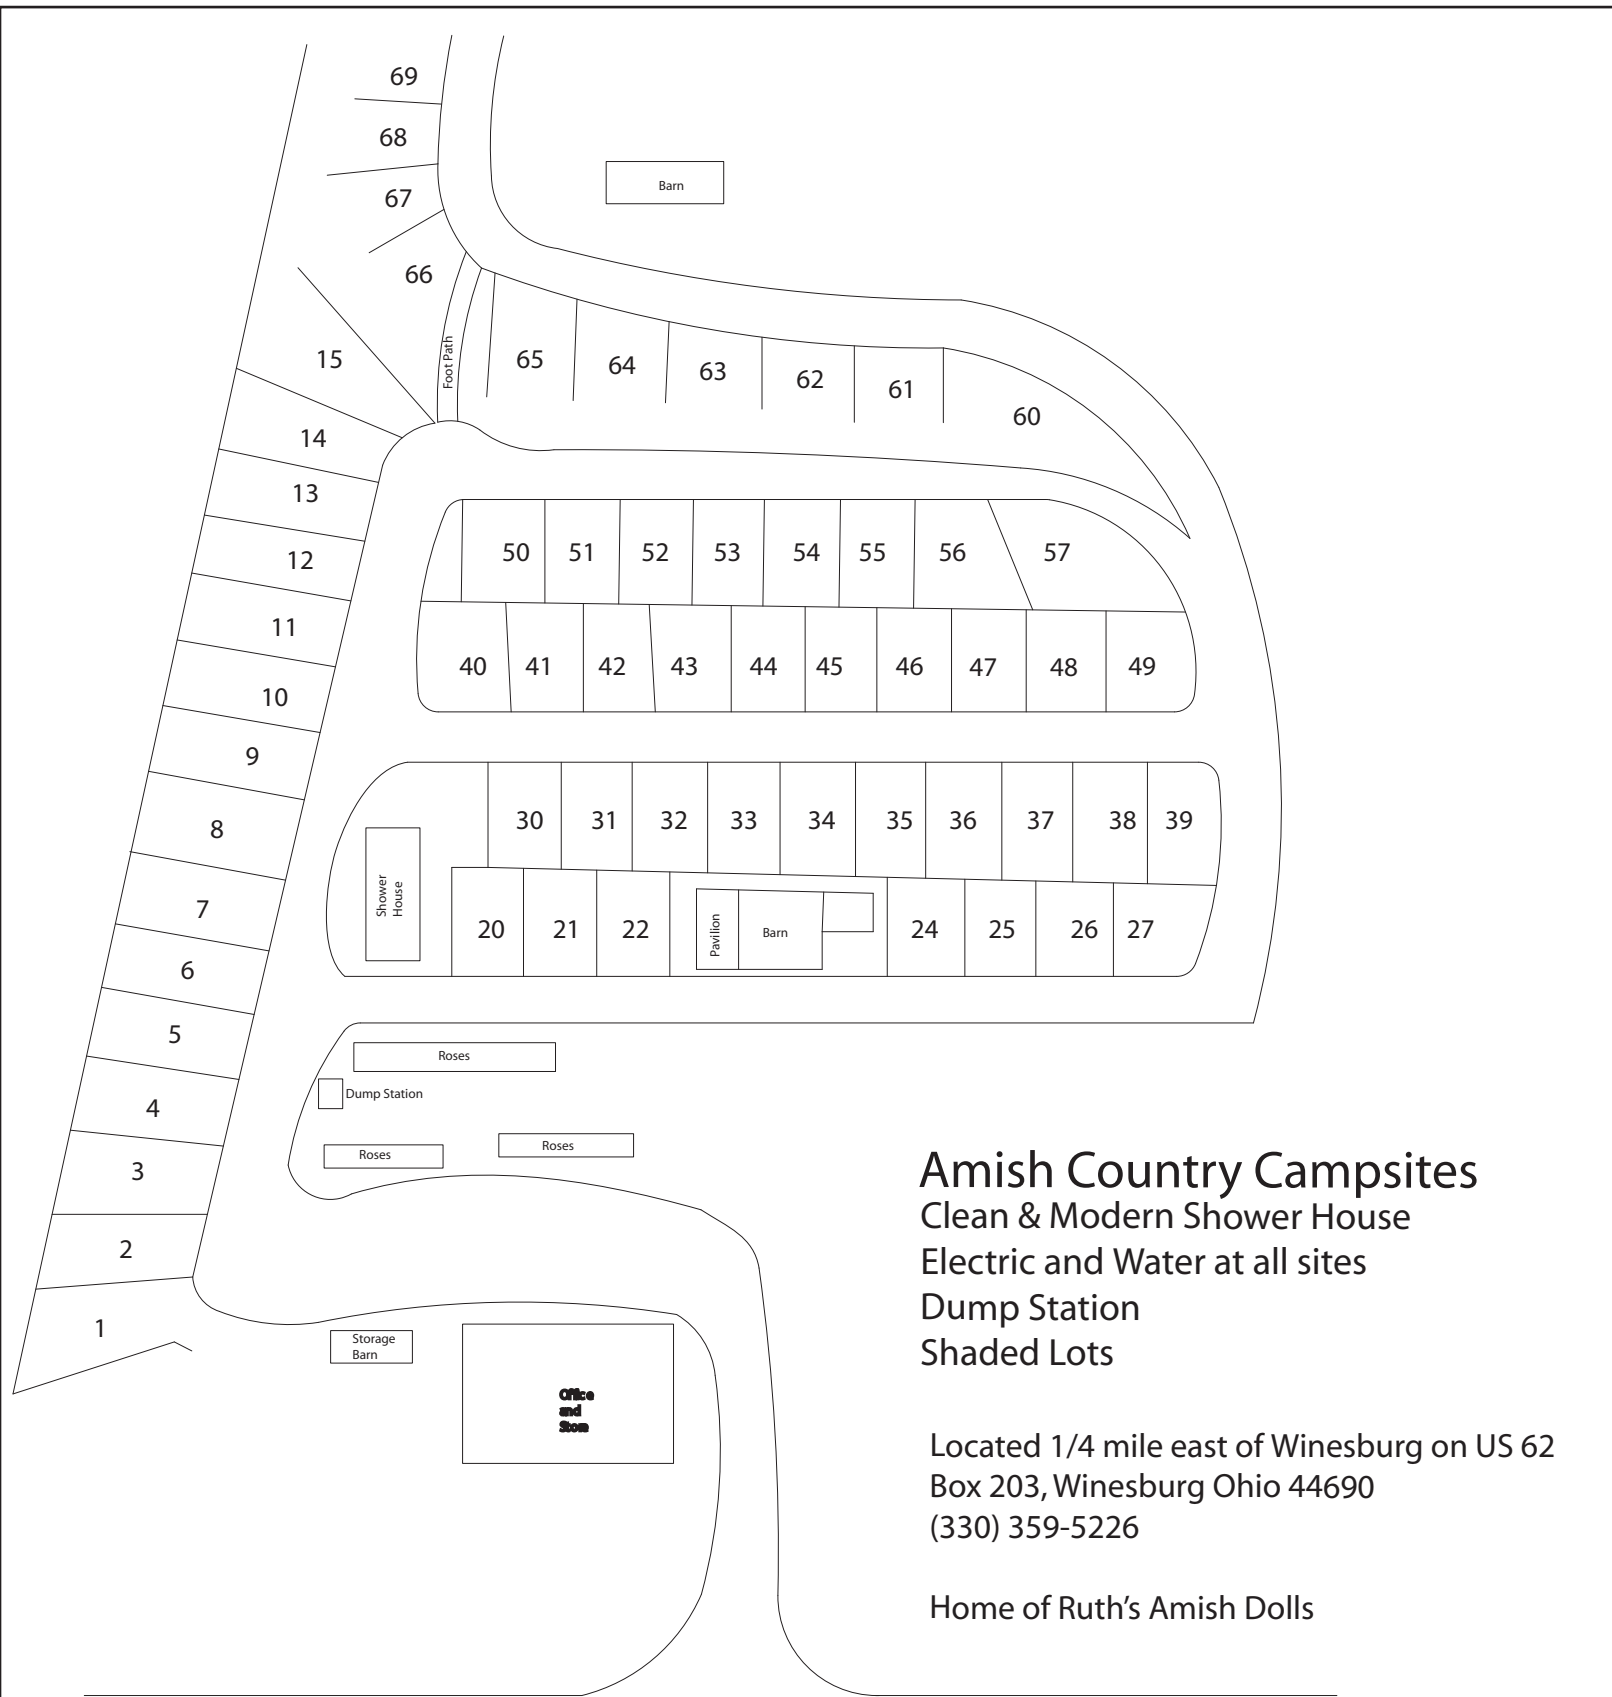 69
68
67
66
Barn
Foot Path
15
65
64
63
62
61
60
14
13
12
11
10
9
8
7
6
5
4
3
2
1
50 51 52 53 54 55 56 57
40 41 42 43 44 45 46 47 48 49
30 31 32 33 34 35 36 37 38 39
Shower
House
20 21 22
Pavilion
Barn
24 25 26 27
Roses
Dump Station
Roses
Roses
Storage
Barn
Office
and
Store
Amish Country Campsites
Clean & Modern Shower House
Electric and Water at all sites
Dump Station
Shaded Lots
Located 1/4 mile east of Winesburg on US 62
Box 203, Winesburg Ohio 44690
(330) 359-5226
Home of Ruth's Amish Dolls